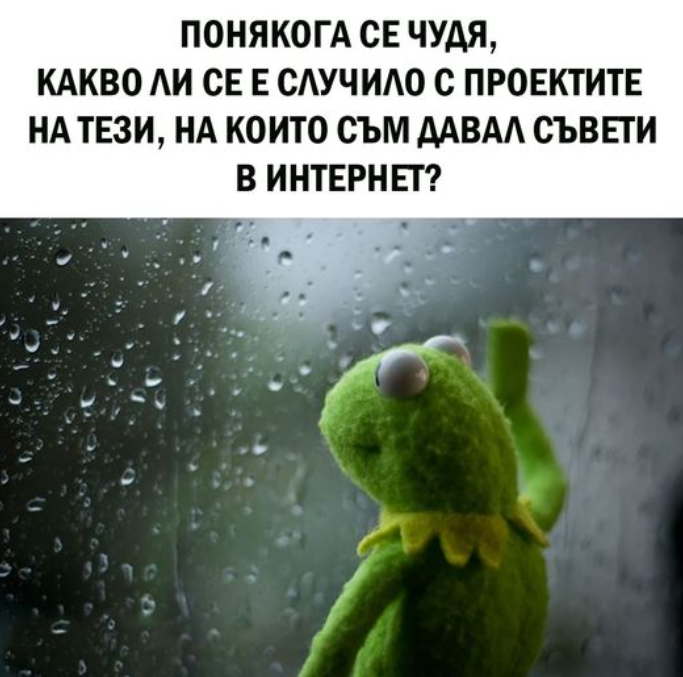 ПОНЯКОГА СЕ ЧУДЯ,
КАКВО ЛИ СЕ Е СЛУЧИЛО С ПРОЕКТИТЕ
НА ТЕЗИ, НА КОИТО СЪМ ДАВАЛ СЪВЕТИ
В ИНТЕРНЕТ?